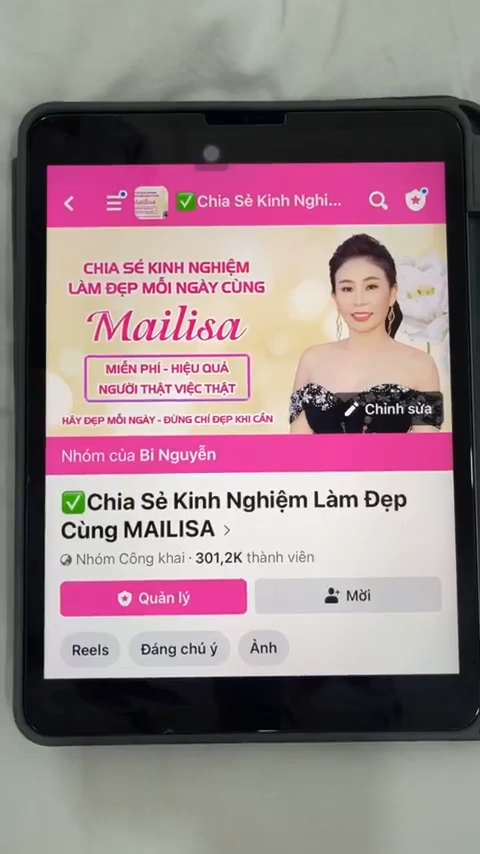 ✅Chia Sẻ Kinh Nghi...
CHIA SẺ KINH NGHIỆM
LÀM ĐẸP MỖI NGÀY CÙNG
Mailisa
MIỄN PHÍ - HIỆU QUẢ
NGƯỜI THẬT VIỆC THẬT
HÃY ĐẸP MỖI NGÀY - ĐỪNG CHỈ ĐẸP KHI CẦN
Chỉnh sửa
Nhóm của Bi Nguyễn
✅Chia Sẻ Kinh Nghiệm Làm Đẹp
Cùng MAILISA >
Nhóm Công khai · 301,2K thành viên
Quản lý
Mời
Reels
Đáng chú ý
Ảnh